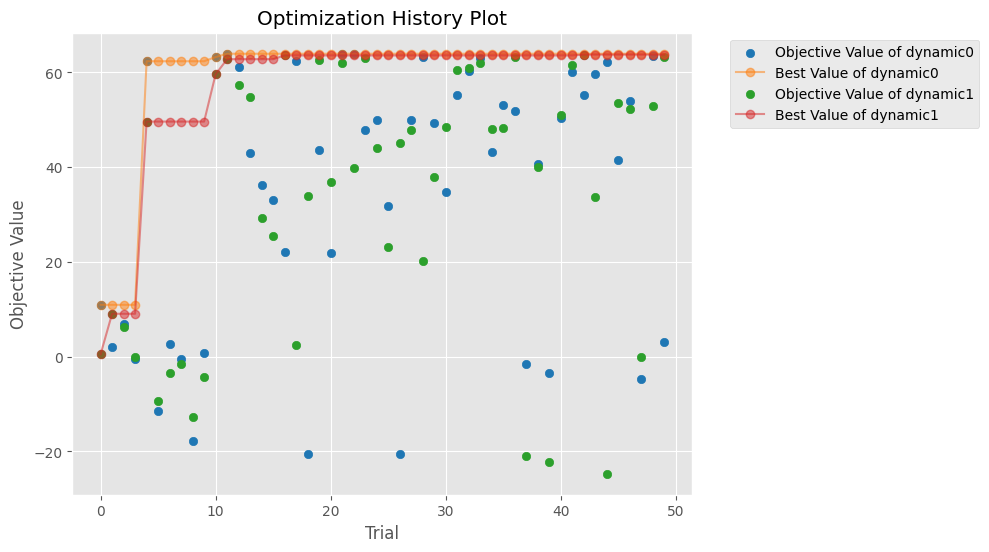 Optimization History Plot
Objective Value
60
40
20
0
−20
0
10
20
30
40
50
Trial
Objective Value of dynamic0
Best Value of dynamic0
Objective Value of dynamic1
Best Value of dynamic1